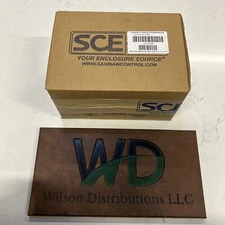 SCE
YOUR ENCLOSURE SOURCE®
WWW.SAGINAWCONTROL.COM
SCE
WD
Wilson Distributions LLC